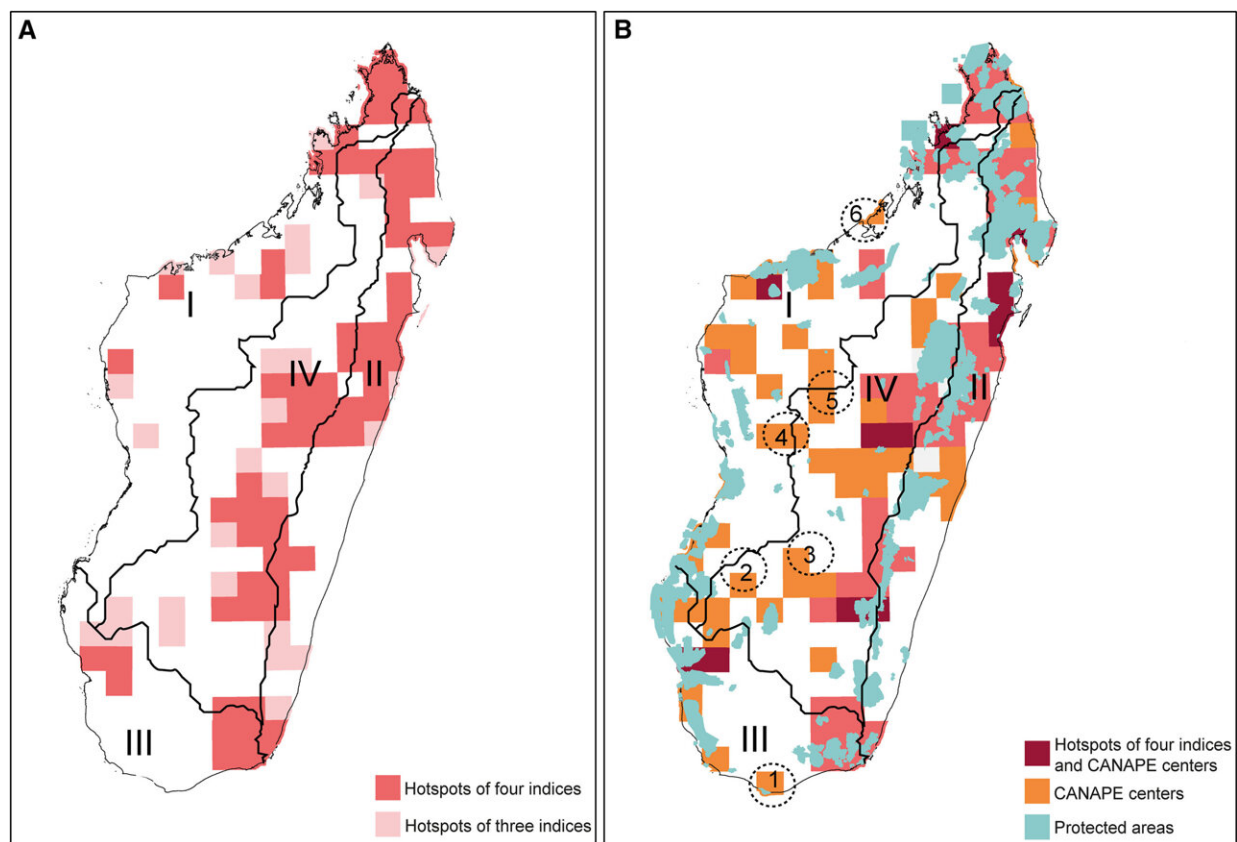 A
I
IV
II
III
Hotspots of four indices
Hotspots of three indices
B
6
I
5
IV
II
4
3
2
III
1
Hotspots of four indices
and CANAPE centers
CANAPE centers
Protected areas